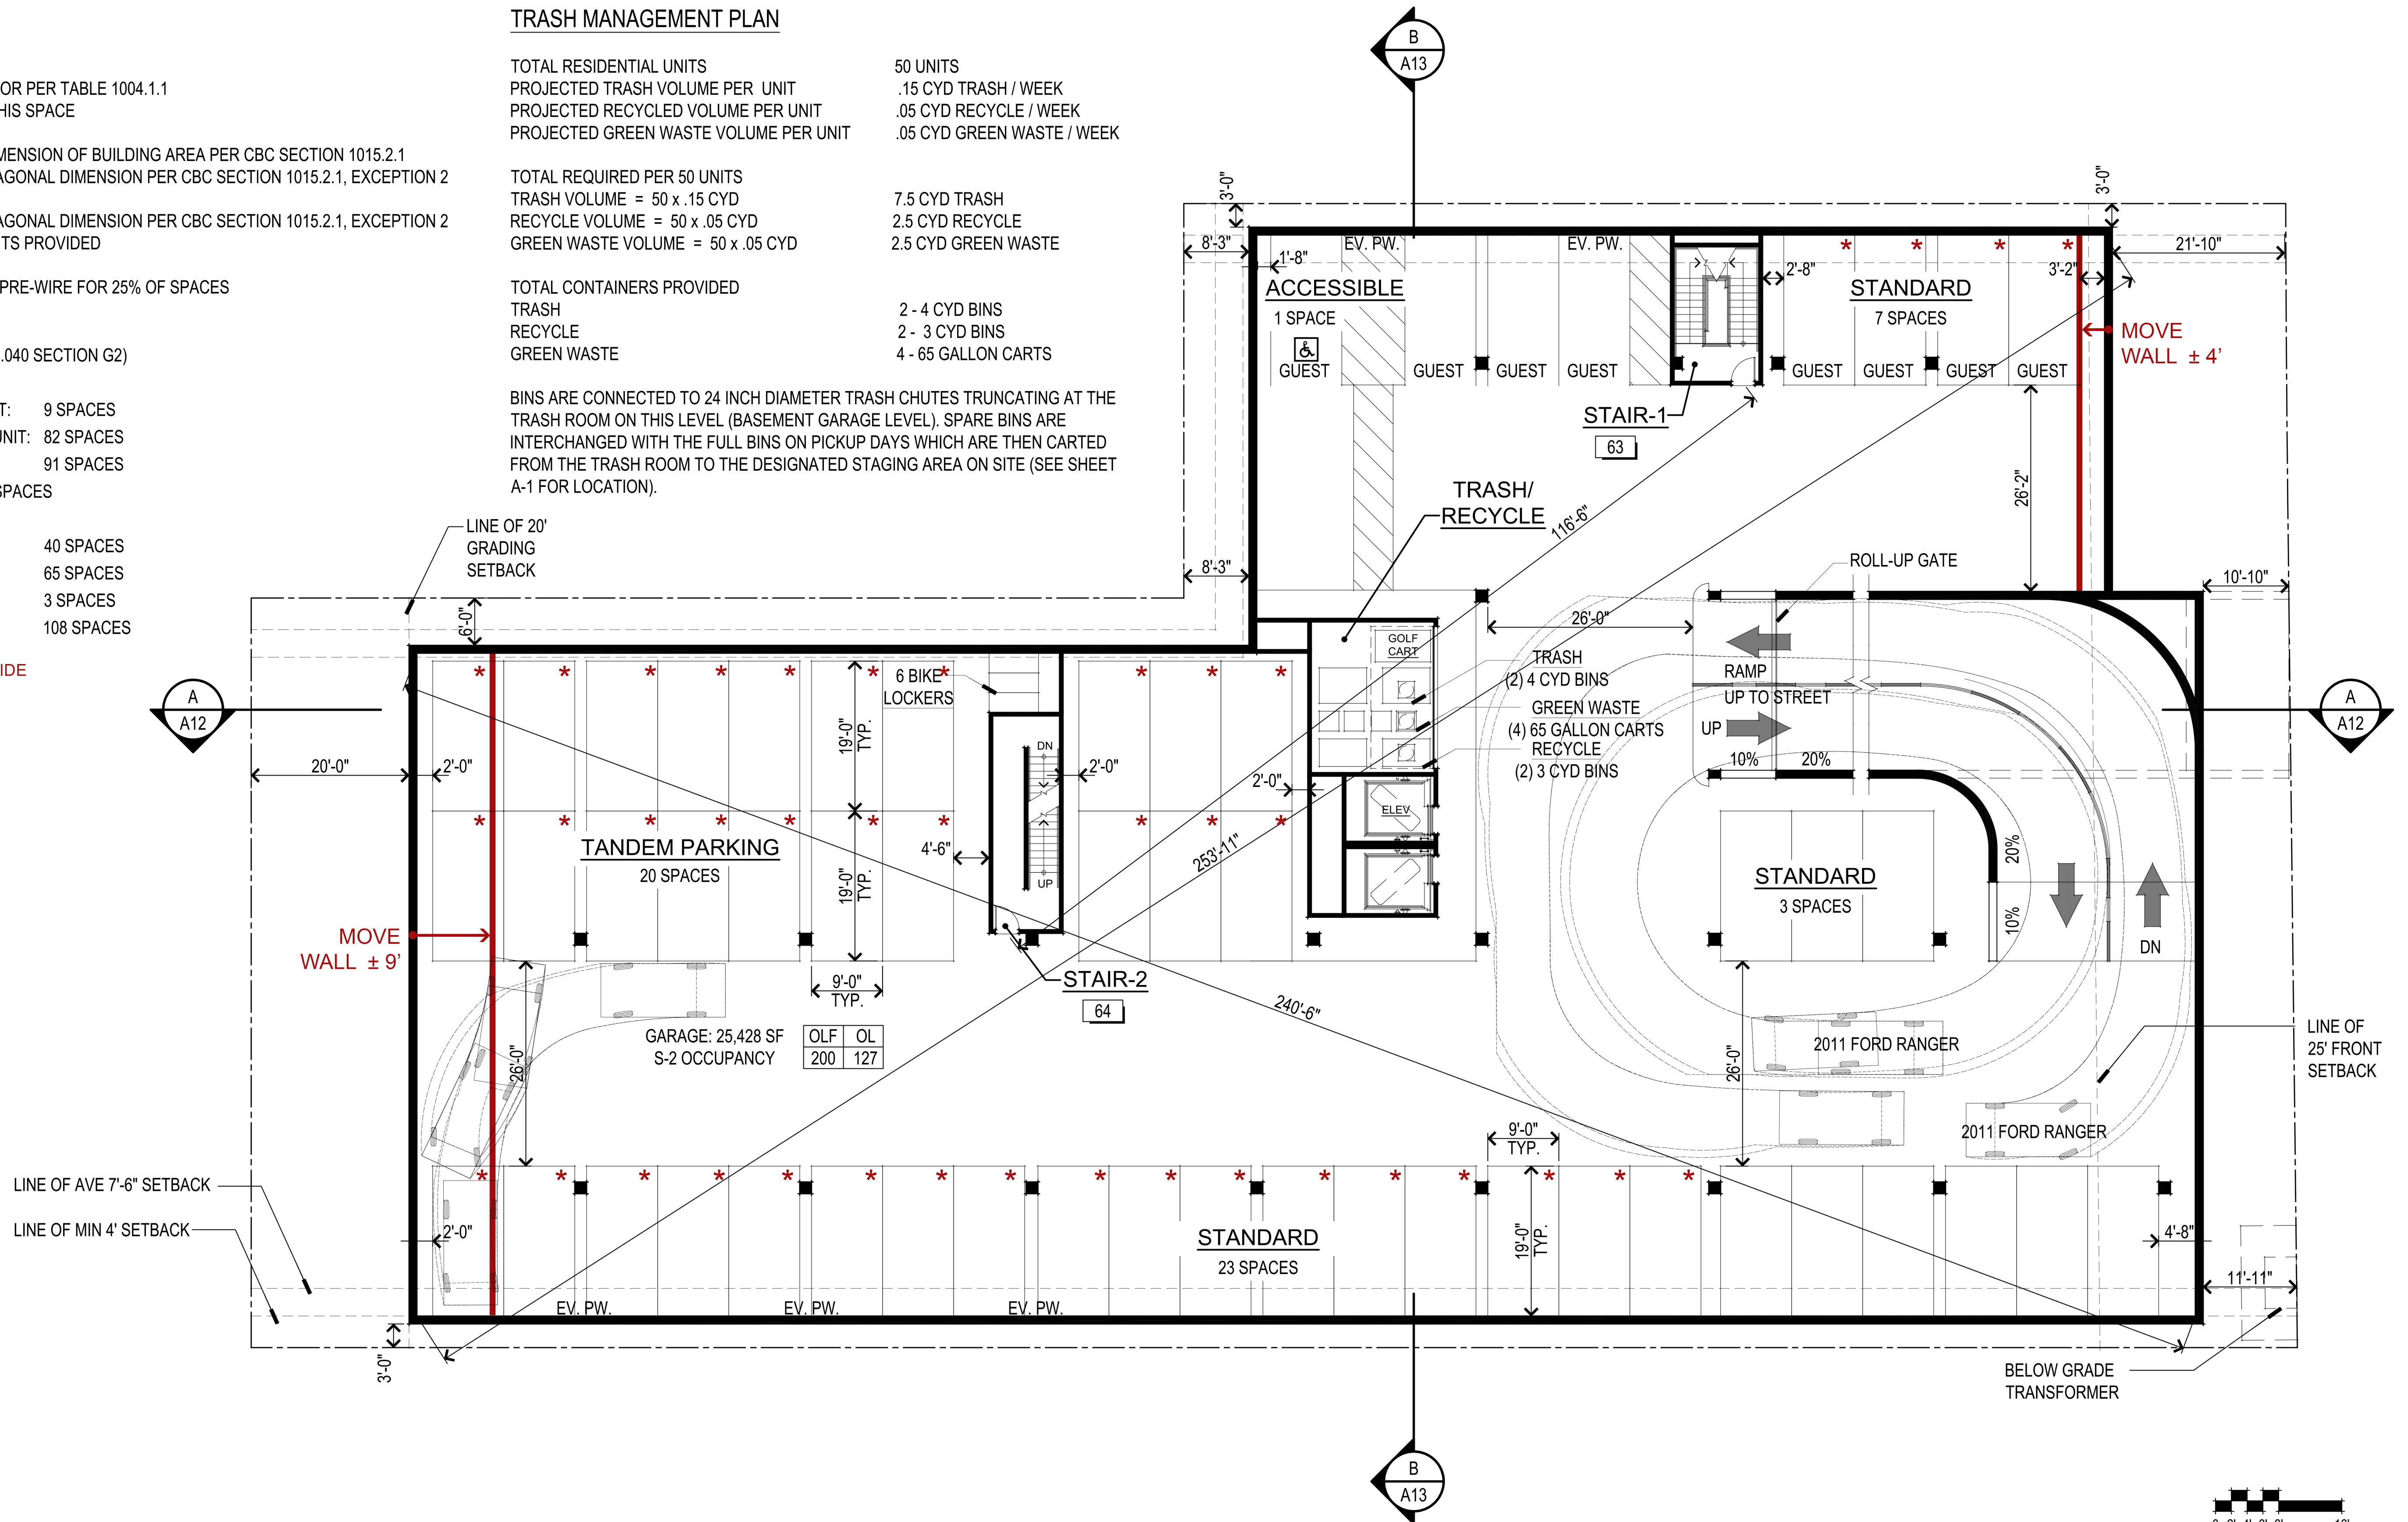 OR PER TABLE 1004.1.1
HIS SPACE
MENSION OF BUILDING AREA PER CBC SECTION 1015.2.1
AGONAL DIMENSION PER CBC SECTION 1015.2.1, EXCEPTION 2
AGONAL DIMENSION PER CBC SECTION 1015.2.1, EXCEPTION 2
TS PROVIDED
PRE-WIRE FOR 25% OF SPACES
.040 SECTION G2)
T: 9 SPACES
UNIT: 82 SPACES
91 SPACES
SPACES
40 SPACES
65 SPACES
3 SPACES
108 SPACES
IDE
TRASH MANAGEMENT PLAN
TOTAL RESIDENTIAL UNITS 50 UNITS
PROJECTED TRASH VOLUME PER UNIT .15 CYD TRASH / WEEK
PROJECTED RECYCLED VOLUME PER UNIT .05 CYD RECYCLE / WEEK
PROJECTED GREEN WASTE VOLUME PER UNIT .05 CYD GREEN WASTE / WEEK
TOTAL REQUIRED PER 50 UNITS
TRASH VOLUME = 50 x .15 CYD 7.5 CYD TRASH
RECYCLE VOLUME = 50 x .05 CYD 2.5 CYD RECYCLE
GREEN WASTE VOLUME = 50 x .05 CYD 2.5 CYD GREEN WASTE
TOTAL CONTAINERS PROVIDED
TRASH 2 - 4 CYD BINS
RECYCLE 2 - 3 CYD BINS
GREEN WASTE 4 - 65 GALLON CARTS
BINS ARE CONNECTED TO 24 INCH DIAMETER TRASH CHUTES TRUNCATING AT THE
TRASH ROOM ON THIS LEVEL (BASEMENT GARAGE LEVEL). SPARE BINS ARE
INTERCHANGED WITH THE FULL BINS ON PICKUP DAYS WHICH ARE THEN CARTED
FROM THE TRASH ROOM TO THE DESIGNATED STAGING AREA ON SITE (SEE SHEET
A-1 FOR LOCATION).
B
A13
3'-0"
3'-0"
8'-3"
EV. PW.
EV. PW.
* * * *
21'-10"
1'-8"
2'-8"
3'-2"
ACCESSIBLE
1 SPACE
STANDARD
7 SPACES
MOVE
WALL ± 4'
GUEST
GUEST
GUEST
GUEST
GUEST
GUEST
GUEST
GUEST
STAIR-1
63
26'-2"
TRASH/
RECYCLE
116'-6"
LINE OF 20'
GRADING
SETBACK
8'-3"
ROLL-UP GATE
10'-10"
6'-0"
26'-0"
GOLF
CART
TRASH
(2) 4 CYD BINS
GREEN WASTE
(4) 65 GALLON CARTS
RECYCLE
(2) 3 CYD BINS
RAMP
UP TO STREET
UP
10% 20%
A
A12
A
A12
* * * * * * * * * *
6 BIKE
LOCKERS
19'-0"
TYP.
DN
20'-0"
2'-0"
2'-0"
2'-0"
ELEV
* * * * * * * * * *
TANDEM PARKING
20 SPACES
4'-6"
19'-0"
TYP.
UP
253'-11"
STANDARD
3 SPACES
20%
10%
DN
MOVE
WALL ± 9'
9'-0"
TYP.
STAIR-2
64
240'-6"
GARAGE: 25,428 SF
S-2 OCCUPANCY
OLF OL
200 127
26'-0"
26'-0"
2011 FORD RANGER
2011 FORD RANGER
LINE OF
25' FRONT
SETBACK
9'-0"
TYP.
LINE OF AVE 7'-6" SETBACK
LINE OF MIN 4' SETBACK
* * * * * * * * * * * * * * * * *
2'-0"
STANDARD
23 SPACES
19'-0"
TYP.
4'-8"
11'-11"
EV. PW.
EV. PW.
EV. PW.
3'-0"
BELOW GRADE
TRANSFORMER
B
A13